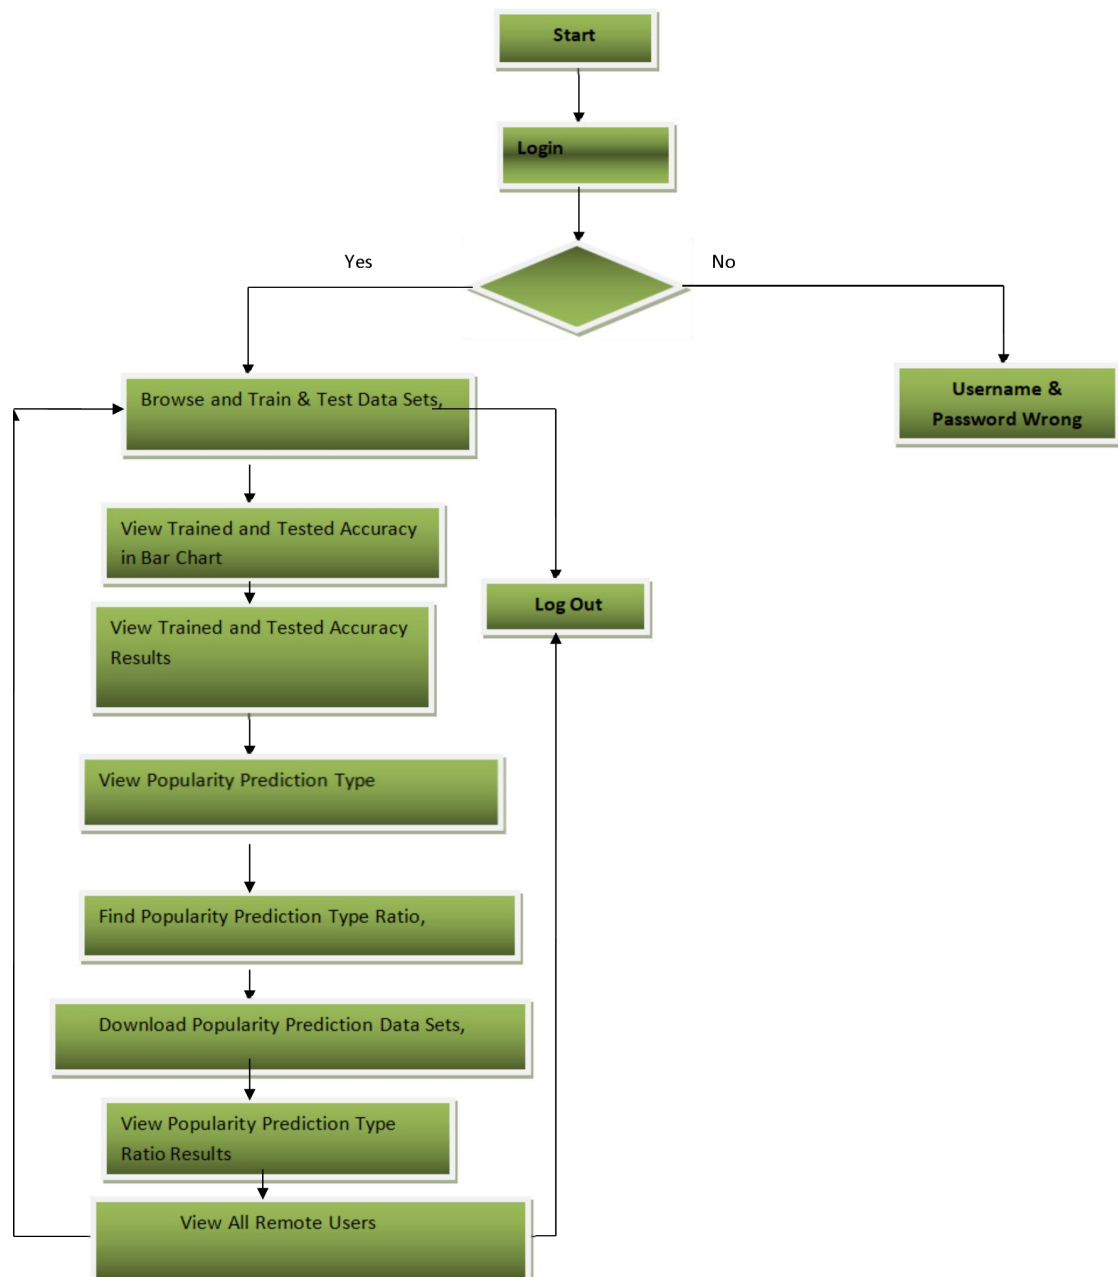 Start
Login
Yes
No
Browse and Train & Test Data Sets,
Username &
Password Wrong
View Trained and Tested Accuracy
in Bar Chart
Log Out
View Trained and Tested Accuracy
Results
View Popularity Prediction Type
Find Popularity Prediction Type Ratio,
Download Popularity Prediction Data Sets,
View Popularity Prediction Type
Ratio Results
View All Remote Users